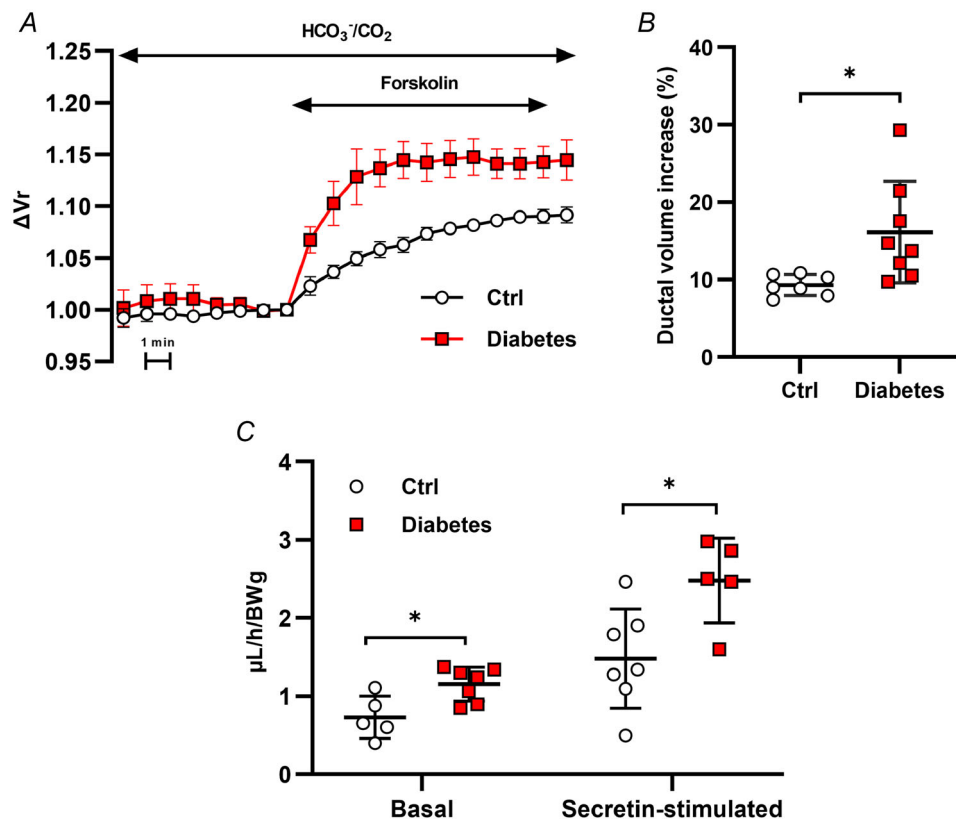 A
HCO₃⁻/CO₂
Forskolin
1.25
1.20
1.15
1.10
1.05
1.00
0.95
ΔVr
1 min
Ctrl
Diabetes
B
*
40
30
20
10
0
Ductal volume increase (%)
Ctrl
Diabetes
C
Ctrl
Diabetes
*
*
4
3
2
1
0
µL/h/BWg
Basal
Secretin-stimulated